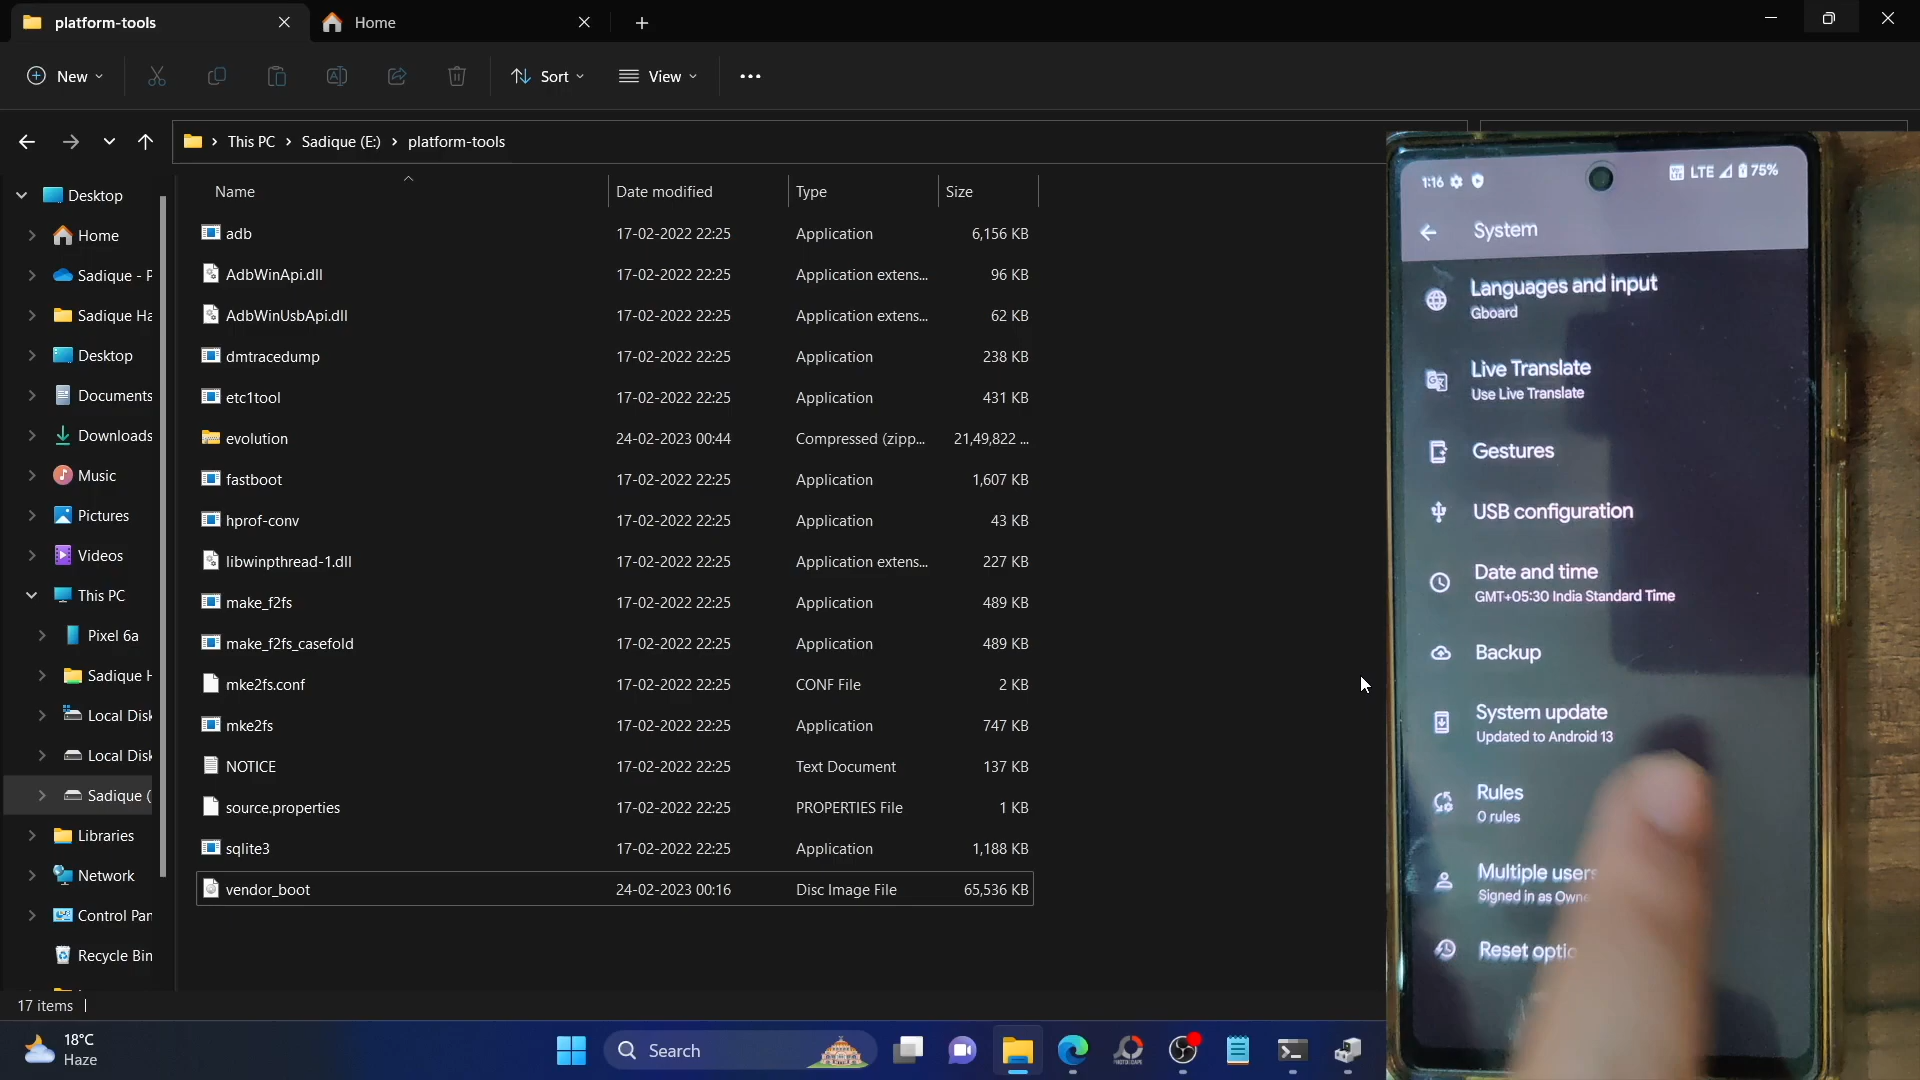 platform-tools
Home
New
Sort
View
This PC
Sadique (E:)
platform-tools
Desktop
Home
Sadique - P
Sadique Ha
Desktop
Documents
Downloads
Music
Pictures
Videos
This PC
Pixel 6a
Sadique H
Local Disk
Local Disk
Sadique (
Libraries
Network
Control Pan
Recycle Bin
Name Date modified Type Size
adb 17-02-2022 22:25 Application 6,156 KB
AdbWinApi.dll 17-02-2022 22:25 Application extens... 96 KB
AdbWinUsbApi.dll 17-02-2022 22:25 Application extens... 62 KB
dmtracedump 17-02-2022 22:25 Application 238 KB
etc1tool 17-02-2022 22:25 Application 431 KB
evolution 24-02-2023 00:44 Compressed (zipp... 21,49,822 ...
fastboot 17-02-2022 22:25 Application 1,607 KB
hprof-conv 17-02-2022 22:25 Application 43 KB
libwinpthread-1.dll 17-02-2022 22:25 Application extens... 227 KB
make_f2fs 17-02-2022 22:25 Application 489 KB
make_f2fs_casefold 17-02-2022 22:25 Application 489 KB
mke2fs.conf 17-02-2022 22:25 CONF File 2 KB
mke2fs 17-02-2022 22:25 Application 747 KB
NOTICE 17-02-2022 22:25 Text Document 137 KB
source.properties 17-02-2022 22:25 PROPERTIES File 1 KB
sqlite3 17-02-2022 22:25 Application 1,188 KB
vendor_boot 24-02-2023 00:16 Disc Image File 65,536 KB
17 items
18°C
Haze
Search
1:16 LTE 75%
System
Languages and input
Gboard
Live Translate
Use Live Translate
Gestures
USB configuration
Date and time
GMT+05:30 India Standard Time
Backup
System update
Updated to Android 13
Rules
0 rules
Multiple users
Signed in as Owne
Reset optio